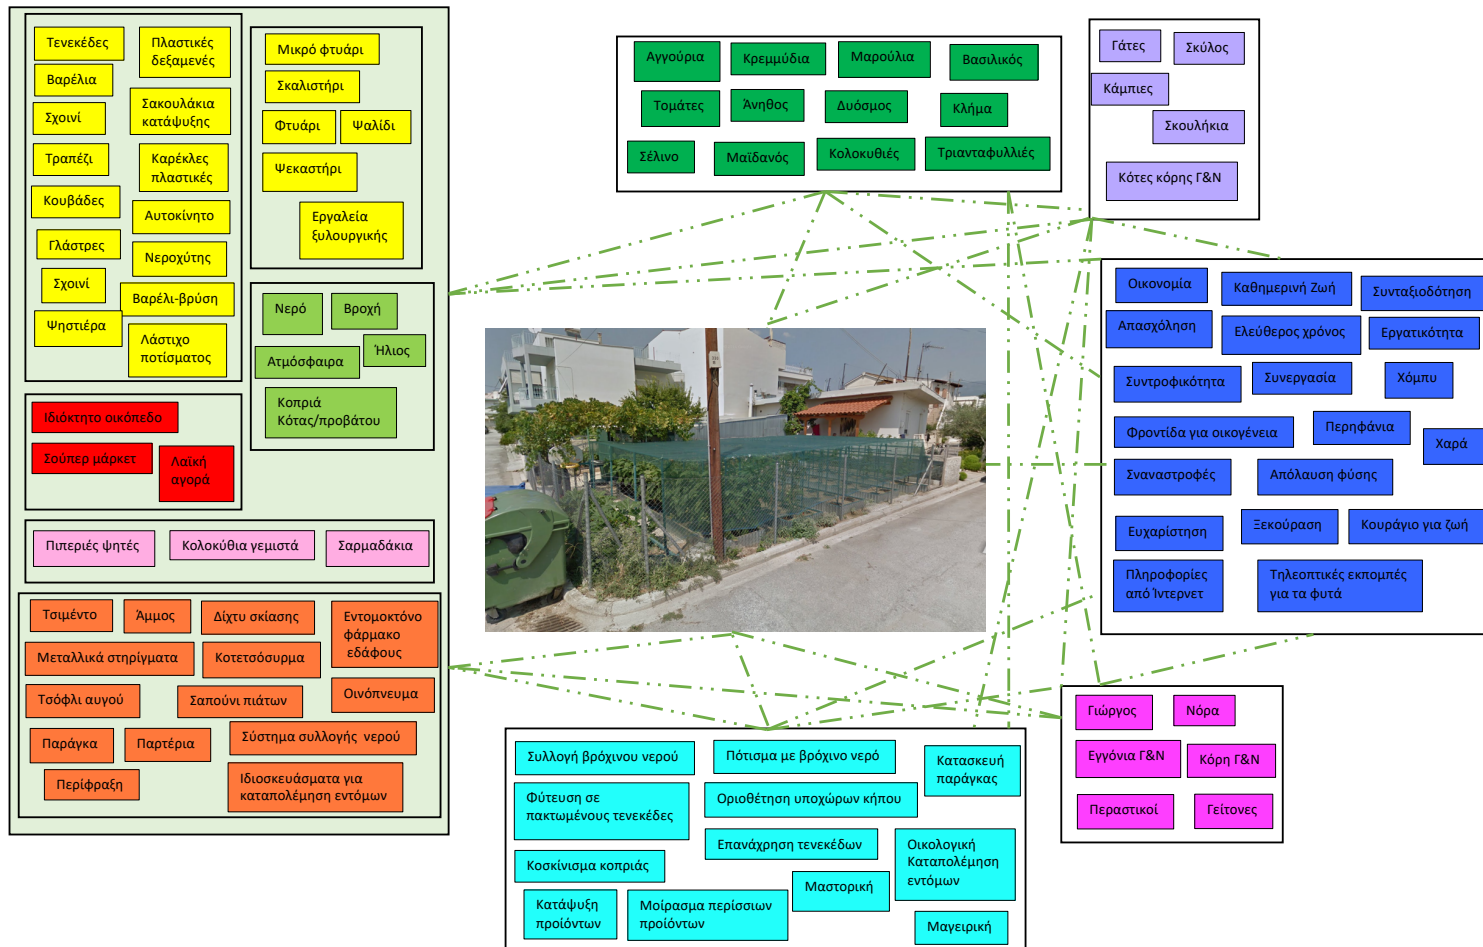 Τενεκέδες
Πλαστικές
δεξαμενές
Βαρέλια
Σακουλάκια
κατάψυξης
Σχοινί
Τραπέζι
Καρέκλες
πλαστικές
Κουβάδες
Αυτοκίνητο
Γλάστρες
Νεροχύτης
Σχοινί
Βαρέλι-βρύση
Ψηστιέρα
Λάστιχο
ποτίσματος
Μικρό φτυάρι
Σκαλιστήρι
Φτυάρι
Ψαλίδι
Ψεκαστήρι
Εργαλεία
ξυλουργικής
Νερό
Βροχή
Ατμόσφαιρα
Ήλιος
Κοπριά
Κότας/προβάτου
Ιδιόκτητο οικόπεδο
Σούπερ μάρκετ
Λαϊκή
αγορά
Πιπεριές ψητές
Κολοκύθια γεμιστά
Σαρμαδάκια
Τσιμέντο
Άμμος
Δίχτυ σκίασης
Εντομοκτόνο
φάρμακο
εδάφους
Μεταλλικά στηρίγματα
Κοτετσόσυρμα
Τσόφλι αυγού
Σαπούνι πιάτων
Οινόπνευμα
Παράγκα
Παρτέρια
Σύστημα συλλογής νερού
Περίφραξη
Ιδιοσκευάσματα για
καταπολέμηση εντόμων
Αγγούρια
Κρεμμύδια
Μαρούλια
Βασιλικός
Τομάτες
Άνηθος
Δυόσμος
Κλήμα
Σέλινο
Μαϊδανός
Κολοκυθιές
Τριανταφυλλιές
Γάτες
Σκύλος
Κάμπιες
Σκουλήκια
Κότες κόρης Γ&Ν
Οικονομία
Καθημερινή Ζωή
Συνταξιοδότηση
Απασχόληση
Ελεύθερος χρόνος
Εργατικότητα
Συντροφικότητα
Συνεργασία
Χόμπυ
Φροντίδα για οικογένεια
Περηφάνια
Χαρά
Σναναστροφές
Απόλαυση φύσης
Ευχαρίστηση
Ξεκούραση
Κουράγιο για ζωή
Πληροφορίες
από Ίντερνετ
Τηλεοπτικές εκπομπές
για τα φυτά
Γιώργος
Νόρα
Εγγόνια Γ&Ν
Κόρη Γ&Ν
Περαστικοί
Γείτονες
Συλλογή βρόχινου νερού
Πότισμα με βρόχινο νερό
Κατασκευή
παράγκας
Φύτευση σε
πακτωμένους τενεκέδες
Οριοθέτηση υποχώρων κήπου
Επανάχρηση τενεκέδων
Οικολογική
Καταπολέμηση
εντόμων
Κοσκίνισμα κοπριάς
Μαστορική
Κατάψυξη
προϊόντων
Μοίρασμα περίσσιων
προϊόντων
Μαγειρική